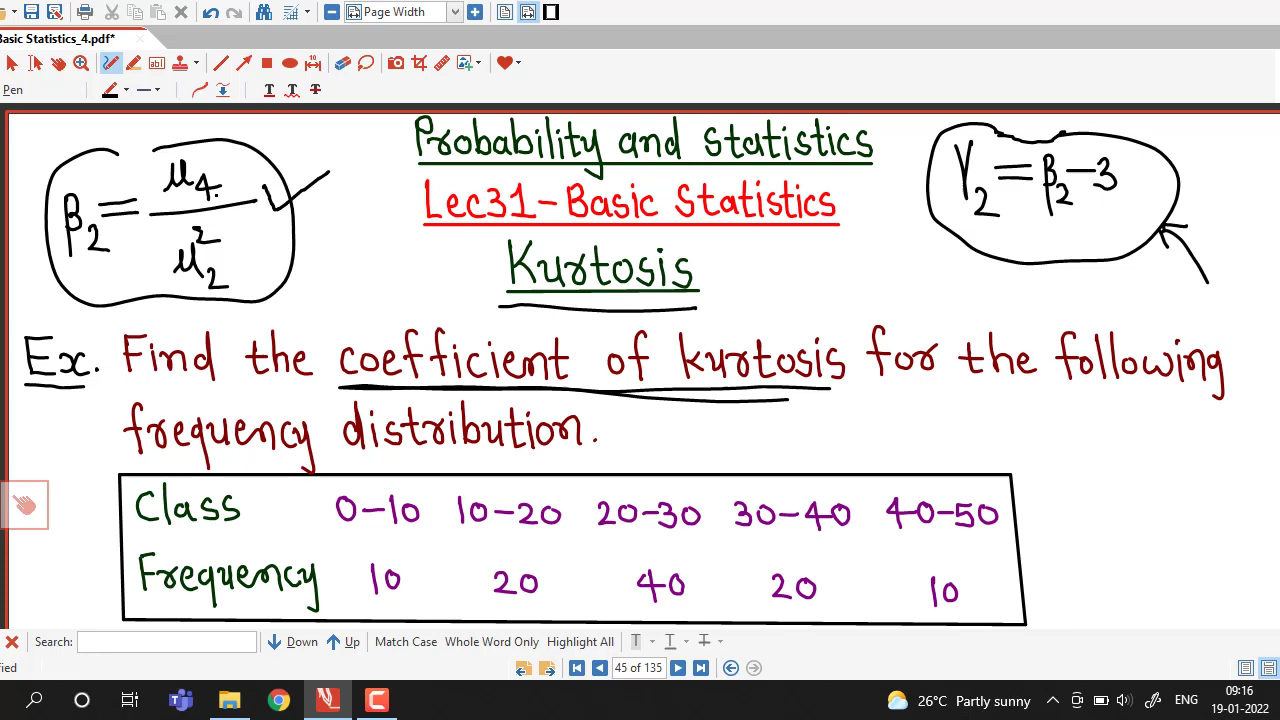 Page Width
Basic Statistics_4.pdf*
Pen
Probability and Statistics
Lec31-Basic Statistics
Kurtosis
β₂ = μ₄ / μ₂²
γ₂ = β₂ - 3
Ex. Find the coefficient of kurtosis for the following
frequency distribution.
Class 0-10 10-20 20-30 30-40 40-50
Frequency 10 20 40 20 10
Search: Down Up Match Case Whole Word Only Highlight All T T T
fied 45 of 135
26°C Partly sunny ENG 09:16
19-01-2022